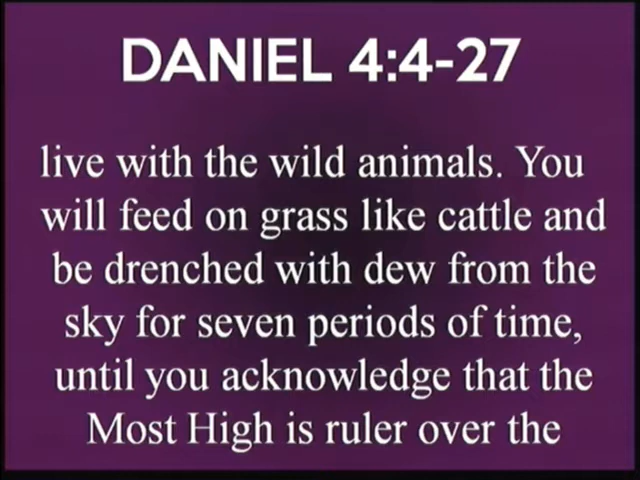 DANIEL 4:4-27
live with the wild animals. You
will feed on grass like cattle and
be drenched with dew from the
sky for seven periods of time,
until you acknowledge that the
Most High is ruler over the